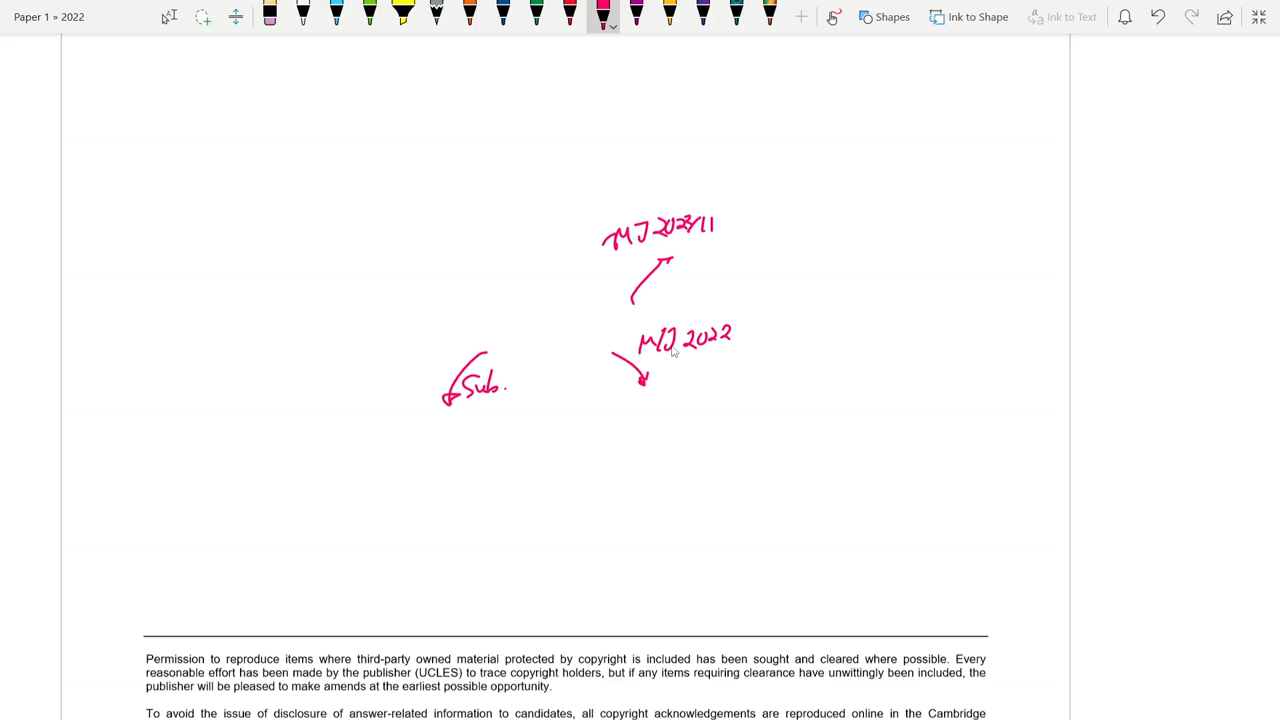 Paper 1 » 2022
Shapes
Ink to Shape
Ink to Text
MJ 2023/11
M/J 2022
Sub.
Permission to reproduce items where third-party owned material protected by copyright is included has been sought and cleared where possible. Every
reasonable effort has been made by the publisher (UCLES) to trace copyright holders, but if any items requiring clearance have unwittingly been included, the
publisher will be pleased to make amends at the earliest possible opportunity.
To avoid the issue of disclosure of answer-related information to candidates, all copyright acknowledgements are reproduced online in the Cambridge